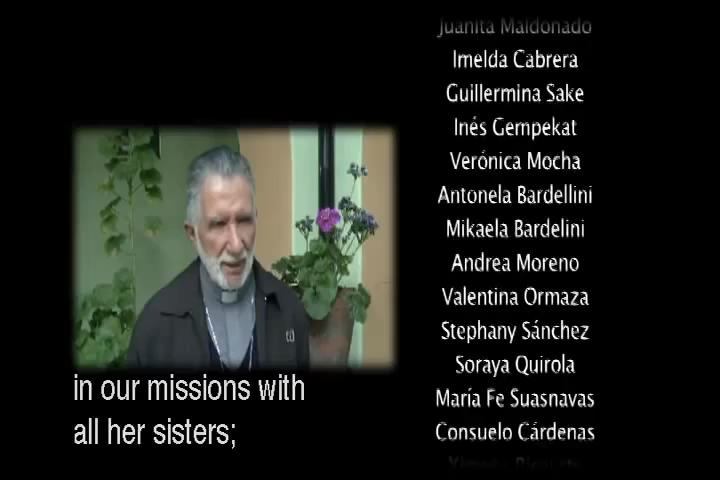 Juanita Maldonado
Imelda Cabrera
Guillermina Sake
Inés Gempekat
Verónica Mocha
Antonela Bardellini
Mikaela Bardelini
Andrea Moreno
Valentina Ormaza
Stephany Sánchez
Soraya Quirola
María Fe Suasnavas
Consuelo Cárdenas
in our missions with
all her sisters;